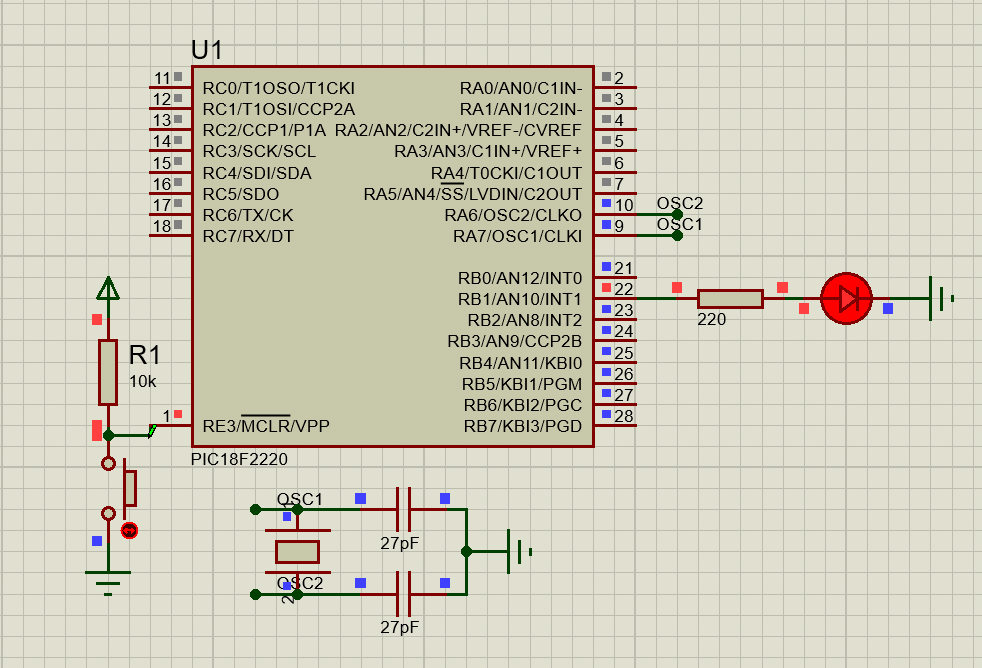 U1
11 RC0/T1OSO/T1CKI RA0/AN0/C1IN- 2
12 RC1/T1OSI/CCP2A RA1/AN1/C2IN- 3
13 RC2/CCP1/P1A RA2/AN2/C2IN+/VREF-/CVREF 4
14 RC3/SCK/SCL RA3/AN3/C1IN+/VREF+ 5
15 RC4/SDI/SDA RA4/T0CKI/C1OUT 6
16 RC5/SDO RA5/AN4/SS/LVDIN/C2OUT 7
17 RC6/TX/CK RA6/OSC2/CLKO 10 OSC2
18 RC7/RX/DT RA7/OSC1/CLKI 9 OSC1
RB0/AN12/INT0 21
RB1/AN10/INT1 22
220
RB2/AN8/INT2 23
RB3/AN9/CCP2B 24
R1
10k
RB4/AN11/KBI0 25
RB5/KBI1/PGM 26
RB6/KBI2/PGC 27
1 RE3/MCLR/VPP RB7/KBI3/PGD 28
PIC18F2220
OSC1
27pF
OSC2
2
27pF